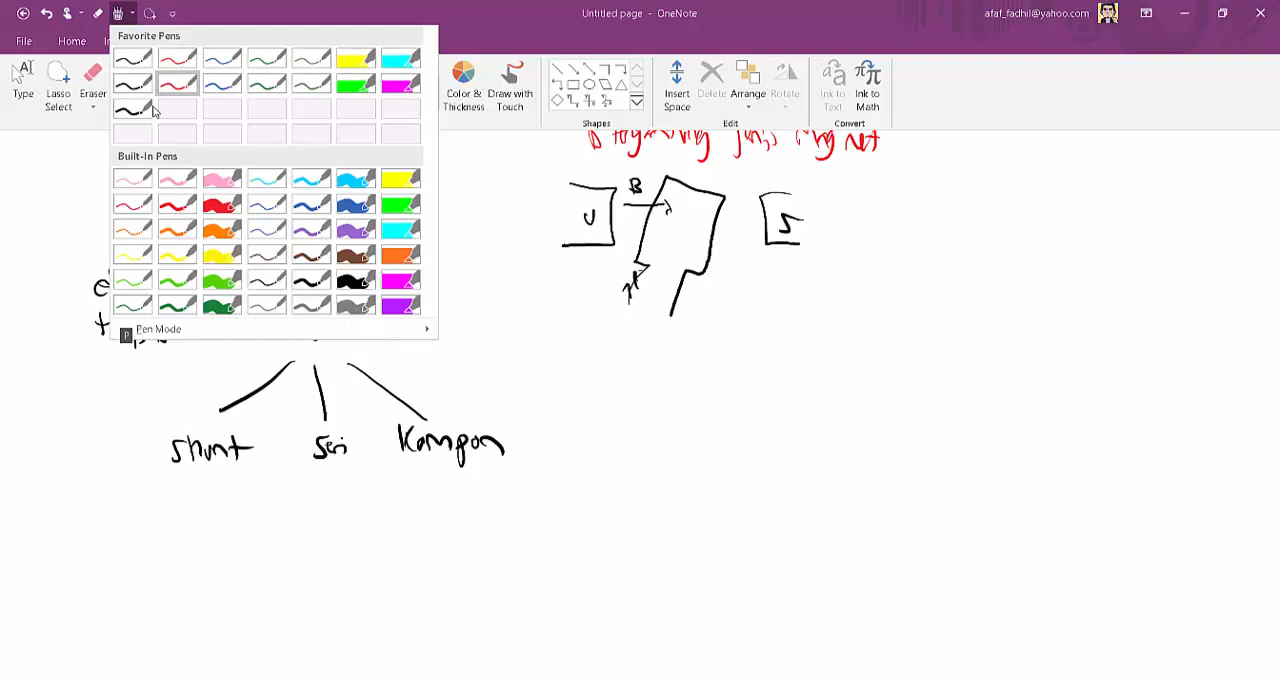 Untitled page - OneNote
afaf_fadhil@yahoo.com
File Home
Favorite Pens
Built-In Pens
Pen Mode
P
Type
Lasso Select
Eraser
Color & Thickness
Draw with Touch
Shapes
Insert Space
Delete
Arrange
Rotate
Edit
Ink to Text
Ink to Math
Convert
B
U
S
Shunt Seri Kompon